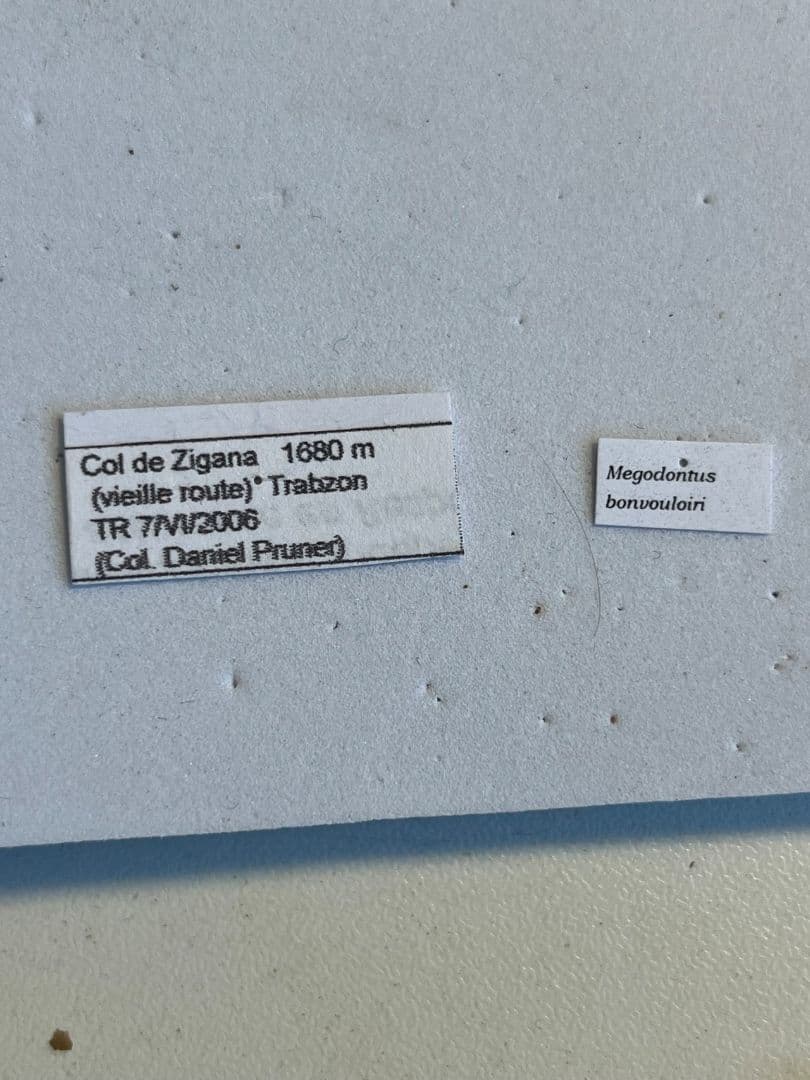 Col de Zigana 1680 m
(vieille route) Trabzon
TR 7/VI/2006
(Col. Daniel Pruner)
Megodontus
bonvouloiri